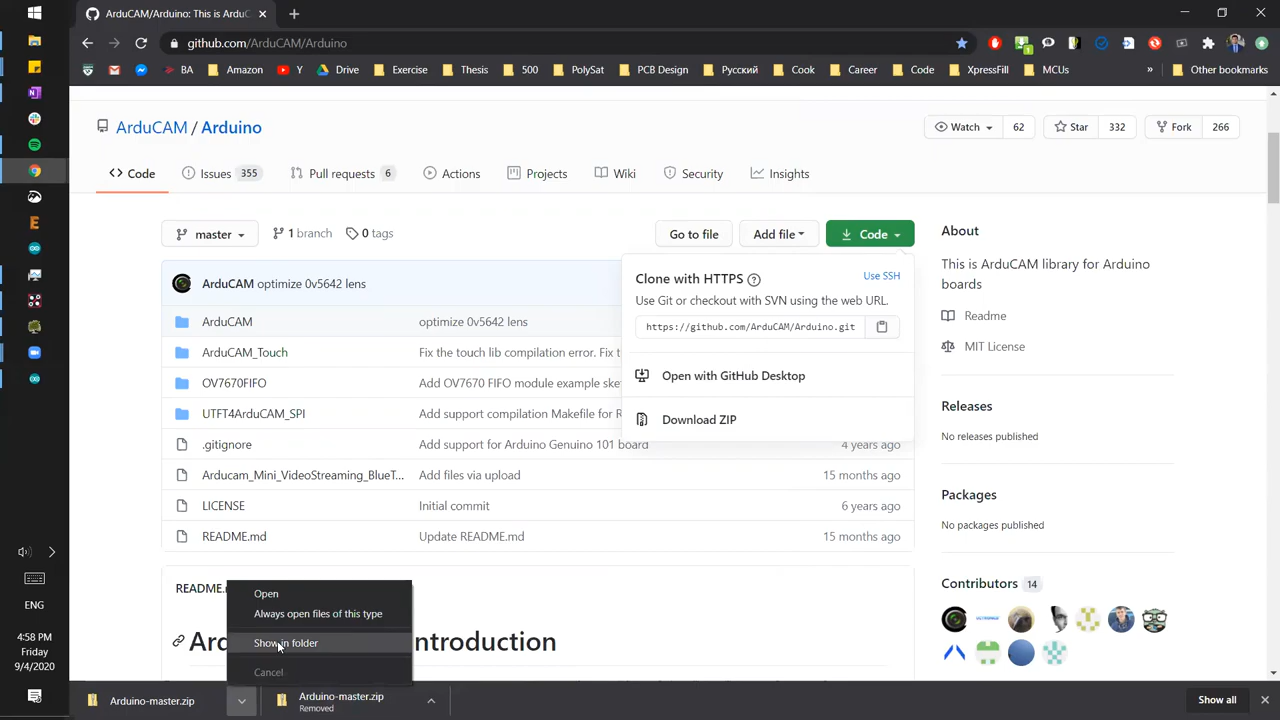 ArduCAM/Arduino: This is ArduC
github.com/ArduCAM/Arduino
1
BA
Amazon
YouTube
Drive
Exercise
Thesis
500
PolySat
PCB Design
Русский
Cook
Career
Code
XpressFill
MCUs
»
Other bookmarks
ArduCAM / Arduino
Watch 62
Star 332
Fork 266
Code
Issues 355
Pull requests 6
Actions
Projects
Wiki
Security
Insights
master
1 branch
0 tags
Go to file
Add file
Code
About
This is ArduCAM library for Arduino
boards
Readme
MIT License
Releases
No releases published
Packages
No packages published
Contributors 14
Clone with HTTPS
Use SSH
Use Git or checkout with SVN using the web URL.
https://github.com/ArduCAM/Arduino.git
Open with GitHub Desktop
Download ZIP
ArduCAM optimize 0v5642 lens
ArduCAM optimize 0v5642 lens
ArduCAM_Touch Fix the touch lib compilation error. Fix t
OV7670FIFO Add OV7670 FIFO module example ske
UTFT4ArduCAM_SPI Add support compilation Makefile for R
.gitignore Add support for Arduino Genuino 101 board 4 years ago
Arducam_Mini_VideoStreaming_BlueT... Add files via upload 15 months ago
LICENSE Initial commit 6 years ago
README.md Update README.md 15 months ago
README.
Ard
ntroduction
Open
Always open files of this type
Show in folder
Cancel
ENG
4:58 PM
Friday
9/4/2020
Arduino-master.zip
Arduino-master.zip
Removed
Show all